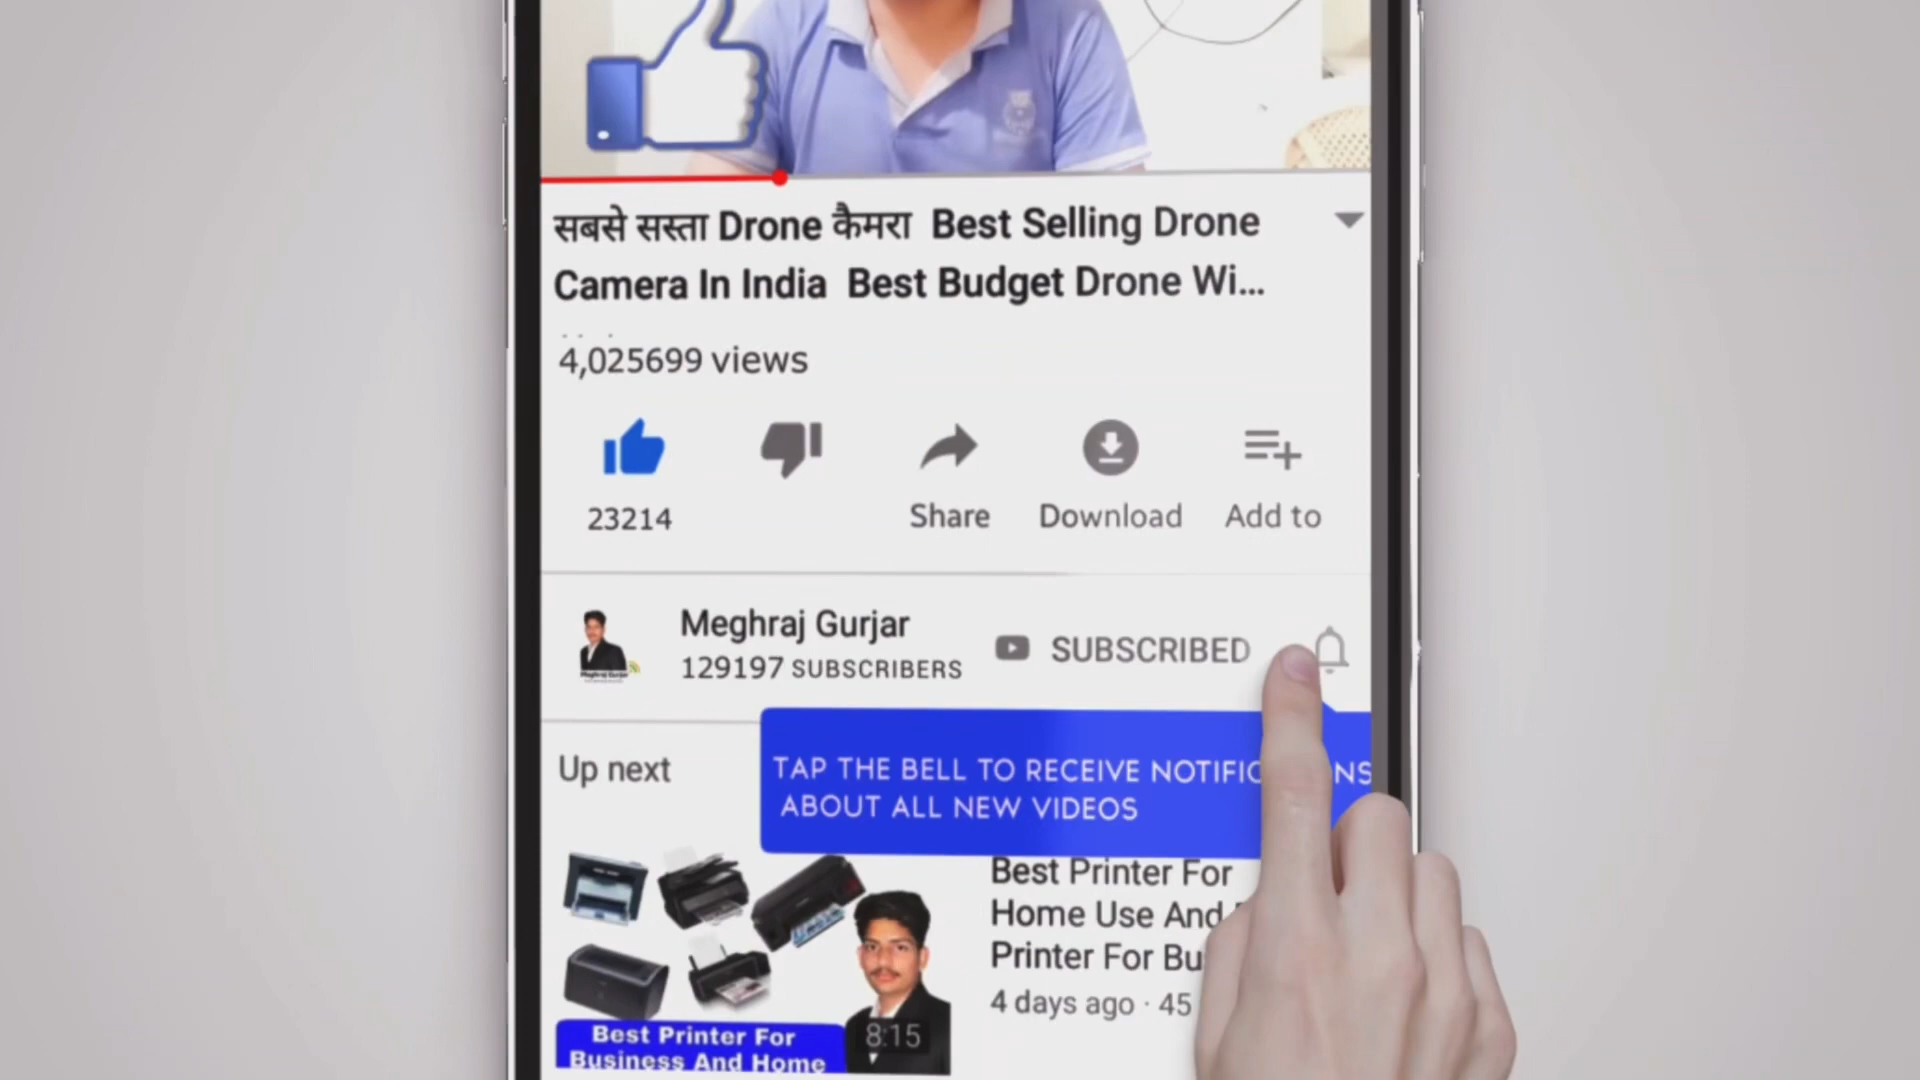 सबसे सस्ता Drone कैमरा Best Selling Drone
Camera In India Best Budget Drone Wi...
4,025699 views
23214
Share
Download
Add to
Meghraj Gurjar
129197 SUBSCRIBERS
SUBSCRIBED
TAP THE BELL TO RECEIVE
ABOUT ALL NEW VIDEOS
Up next
Best Printer For
Home Use And
Printer For
4 days ago · 45
Best Printer For
Business And Home
8:15